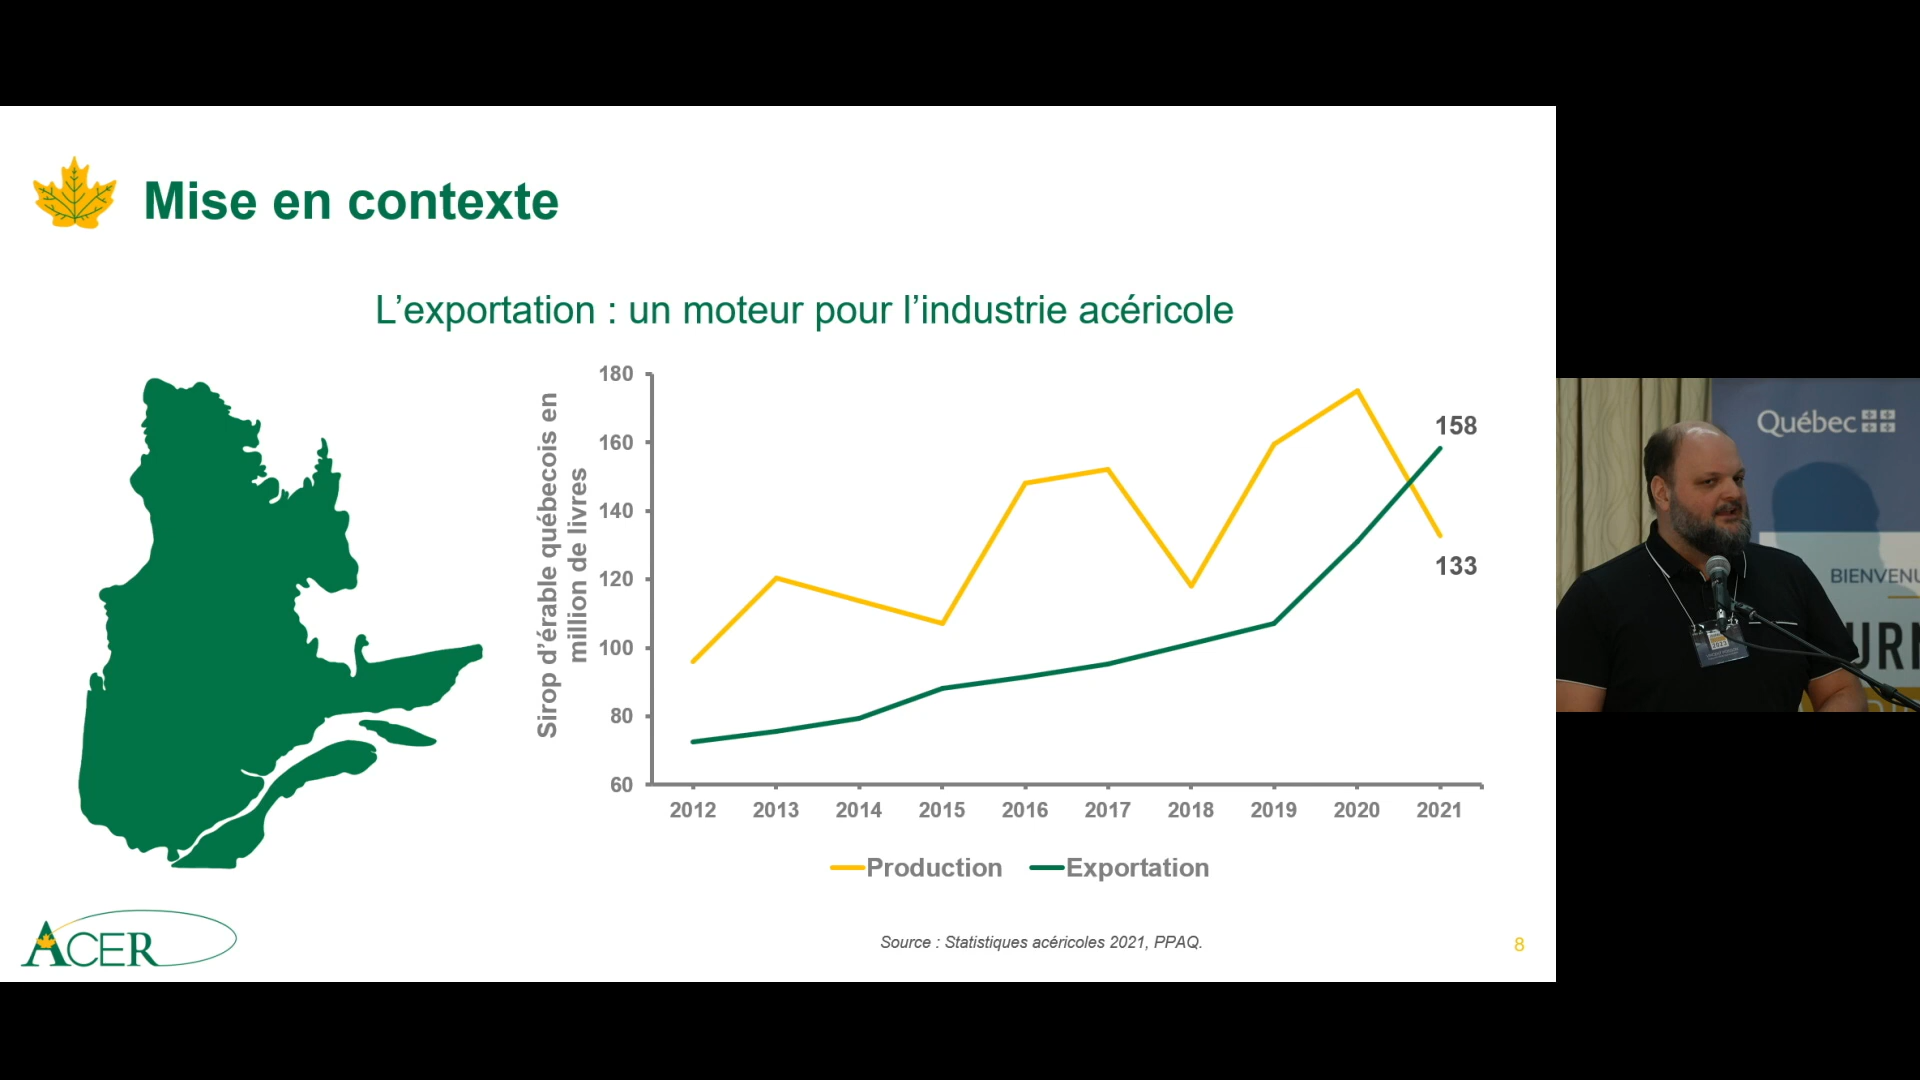 Mise en contexte
L'exportation : un moteur pour l'industrie acéricole
Sirop d'érable québecois en
million de livres
180
160
140
120
100
80
60
158
133
2012 2013 2014 2015 2016 2017 2018 2019 2020 2021
Production Exportation
ACER
Source : Statistiques acéricoles 2021, PPAQ.
8
Québec
BIENVENU
URN